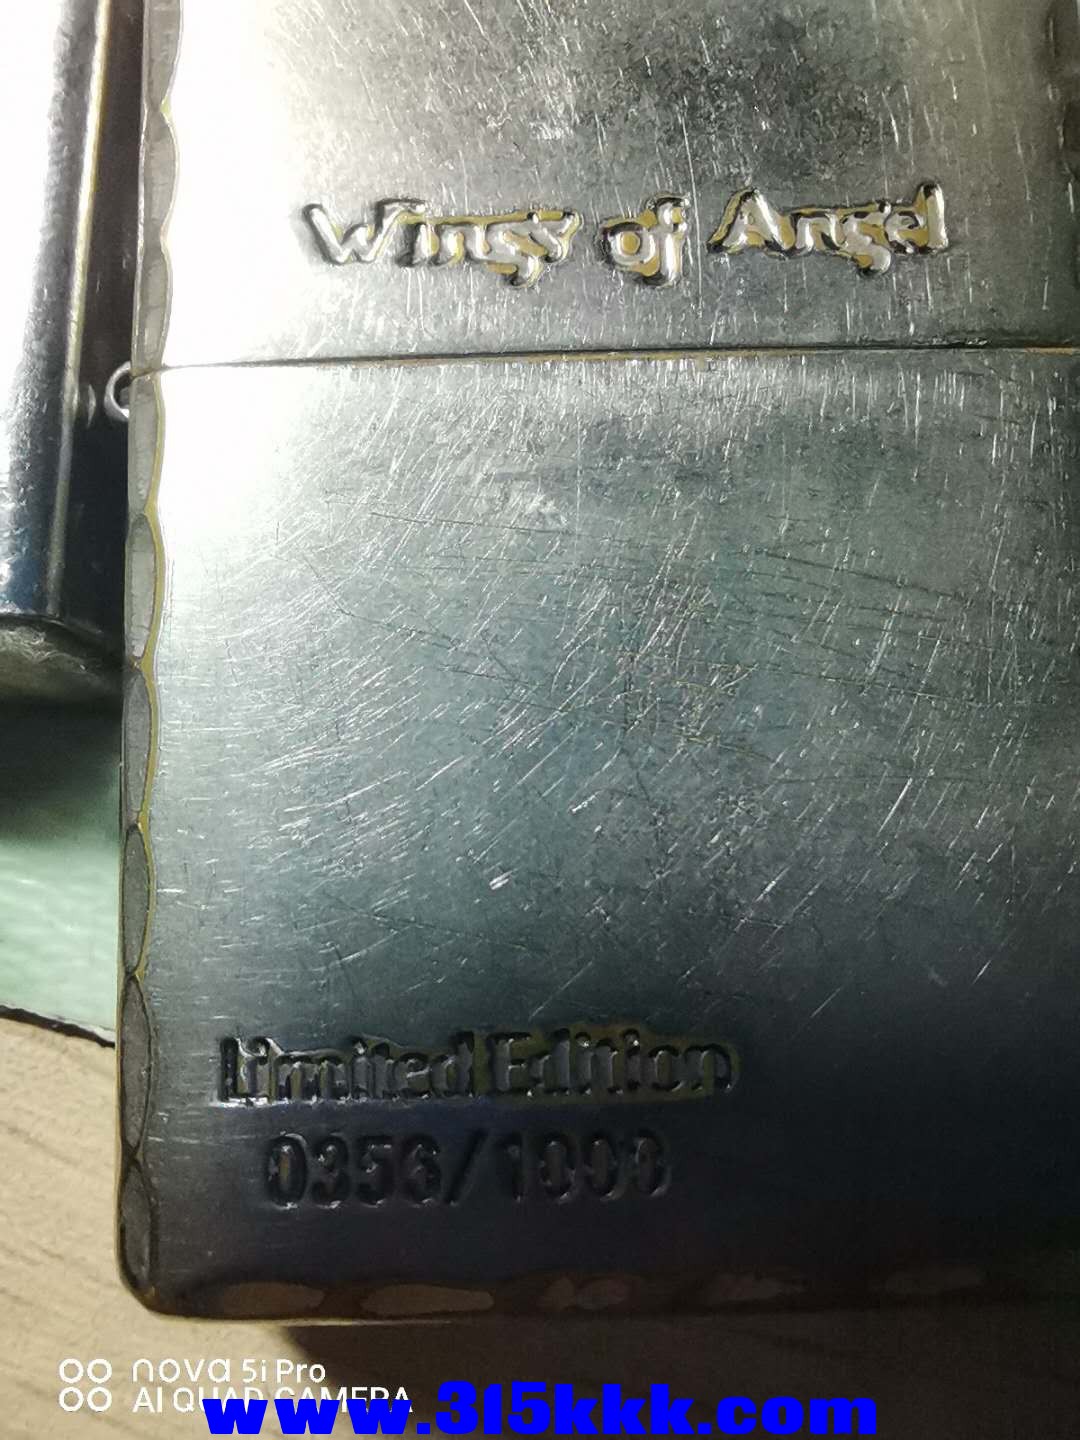 Wings of Angel
Limited Edition
0356/1000
nova 5i Pro
AI QUAD CAMERA
www.315kkk.com